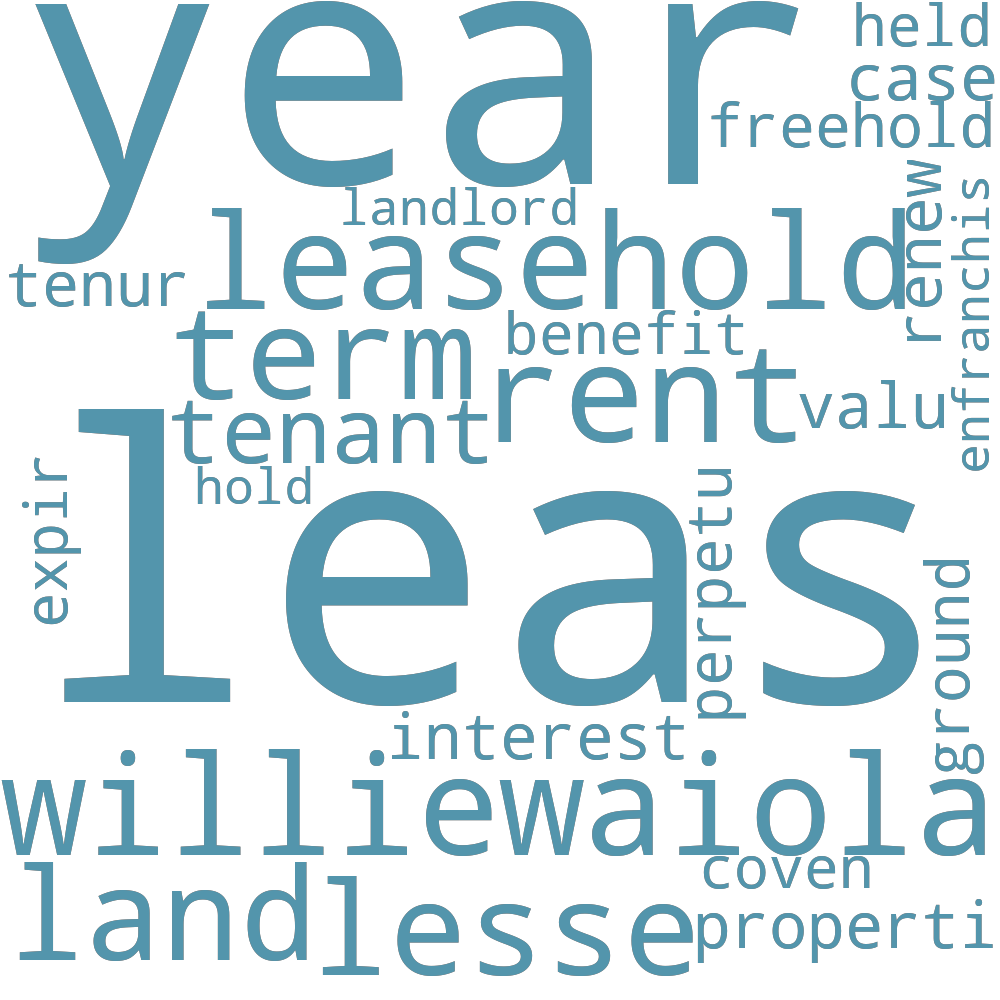 year
held
case
freehold
landlord
leasehold
renew
enfranchis
tenur
term
benefit
rent
valu
tenant
hold
expir
leas
perpetu
ground
interest
williewaiola
coven
land
lesse
properti